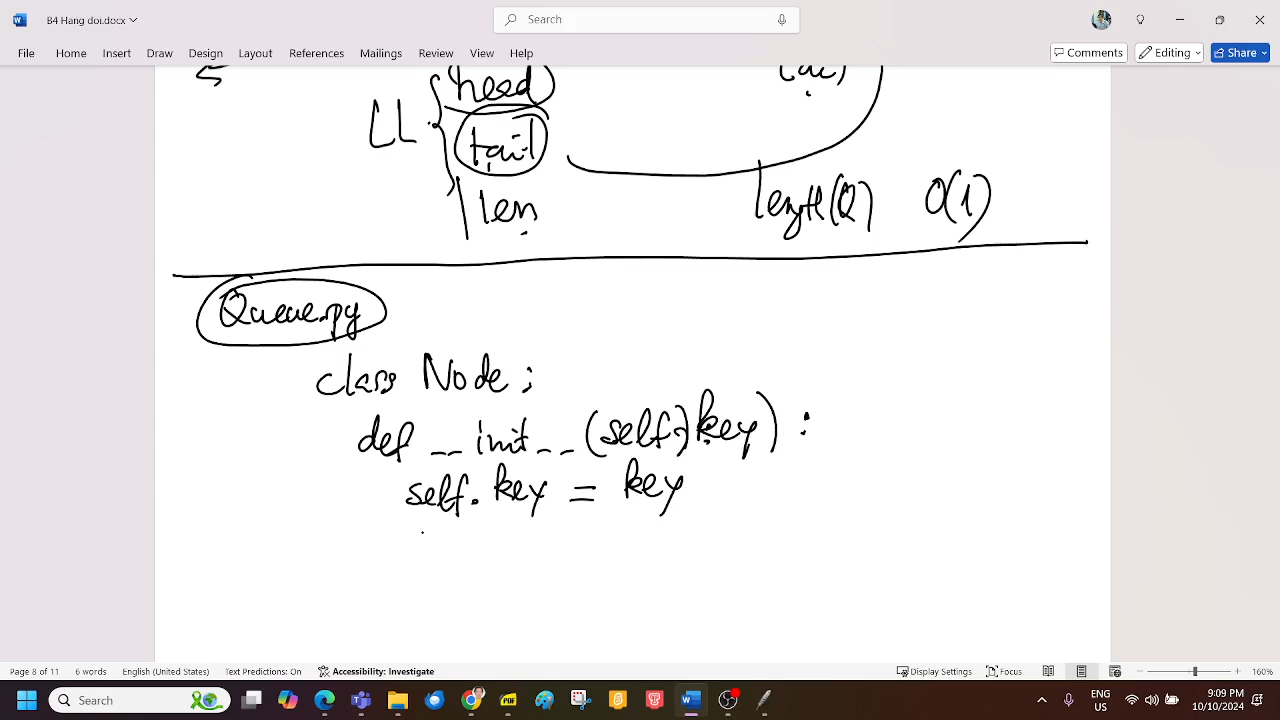 B4 Hang doi.docx
Search
File Home Insert Draw Design Layout References Mailings Review View Help
Comments Editing Share
head
LL
tail
len
length(Q) O(1)
Queue.py
class Node:
def __init__(self, key):
self.key = key
Page 8 of 11 6 words English (United States) Text Predictions: On Accessibility: Investigate
Display Settings Focus 160%
Search
PDF
ENG
US
9:09 PM
10/10/2024